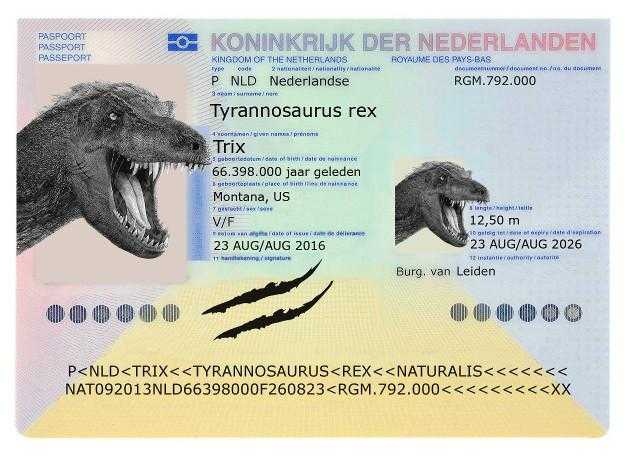 PASPOORT
PASSPORT
PASSEPORT
KONINKRIJK DER NEDERLANDEN
KINGDOM OF THE NETHERLANDS ROYAUME DES PAYS-BAS
type code 2 nationaliteit/nationality/nationalité documentnummer/document no./no. du document
P NLD Nederlandse RGM.792.000
3 naam/surname/nom
Tyrannosaurus rex
4 voornamen/given names/prénoms
Trix
5 geboortedatum/date of birth/date de naissance
66.398.000 jaar geleden
6 geboorteplaats/place of birth/lieu de naissance
Montana, US
7 geslacht/sex/sexe 8 lengte/height/taille
V/F 12,50 m
9 datum van afgifte/date of issue/date de délivrance 10 geldig tot/date of expiry/date d'expiration
23 AUG/AUG 2016 23 AUG/AUG 2026
11 handtekening/signature 12 instantie/authority/autorité
Burg. van Leiden
P<NLD<TRIX<<TYRANNOSAURUS<REX<<NATURALIS<<<<<<<
NAT092013NLD66398000F260823<RGM.792.000<<<<<<<<<XX